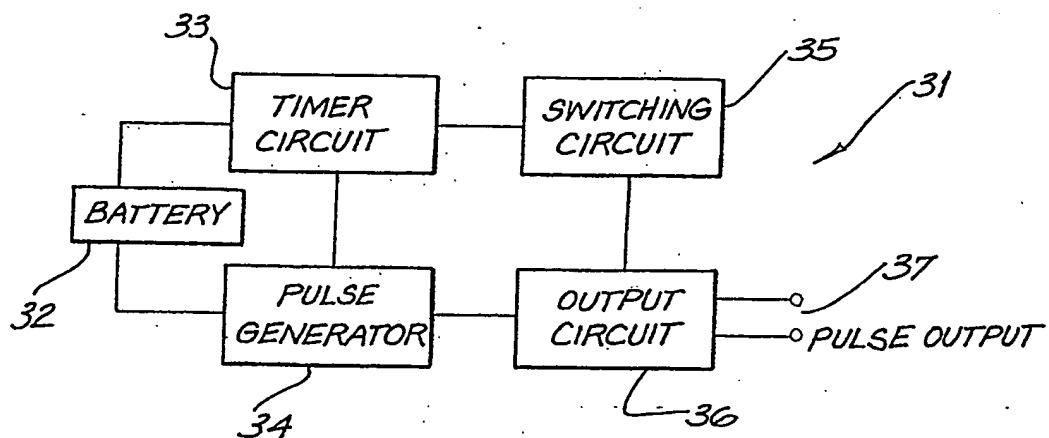 33
35
31
TIMER
CIRCUIT
SWITCHING
CIRCUIT
BATTERY
37
32
PULSE
GENERATOR
OUTPUT
CIRCUIT
PULSE OUTPUT
34
36